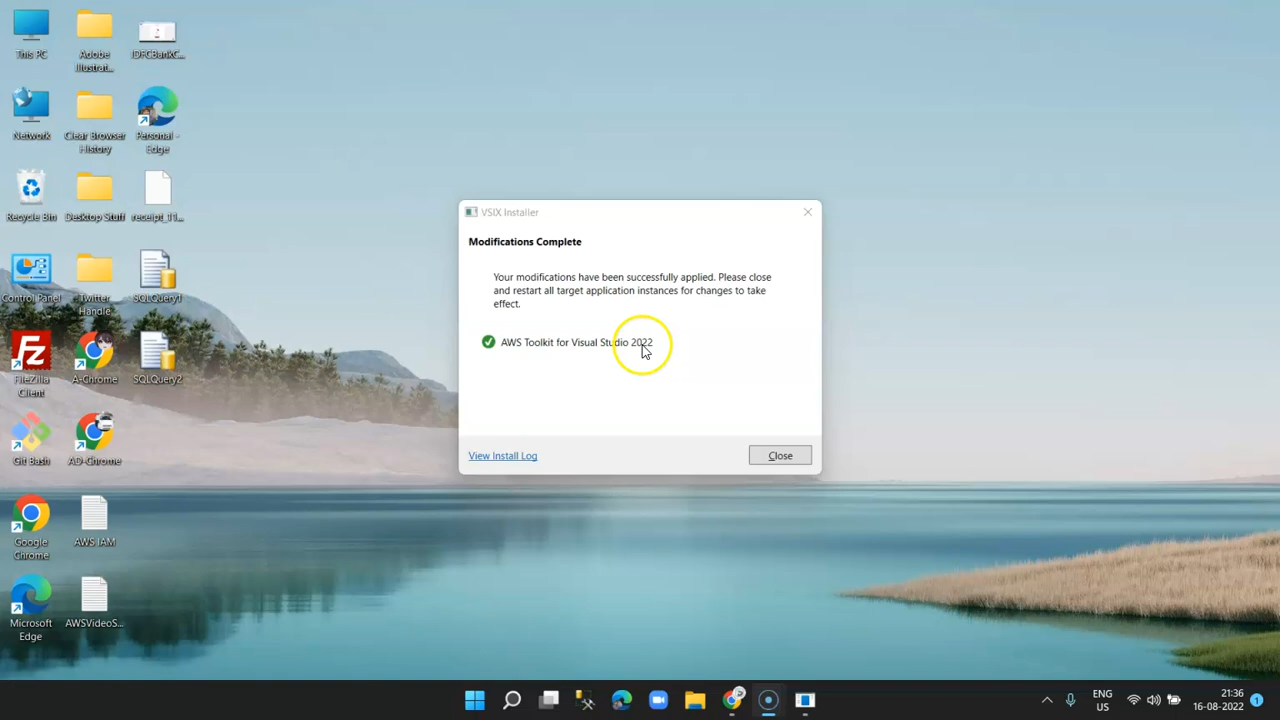 This PC
Adobe
Illustrat...
IDFCBankC...
Network
Clear Browser
History
Personal -
Edge
Recycle Bin
Desktop Stuff
receipt_11...
Control Panel
Twitter
Handle
SQLQuery1
FileZilla
Client
A-Chrome
SQLQuery2
Git Bash
AD-Chrome
Google
Chrome
AWS IAM
Microsoft
Edge
AWSVideoS...
VSIX Installer
Modifications Complete
Your modifications have been successfully applied. Please close
and restart all target application instances for changes to take
effect.
AWS Toolkit for Visual Studio 2022
View Install Log
Close
ENG
US
21:36
16-08-2022
1